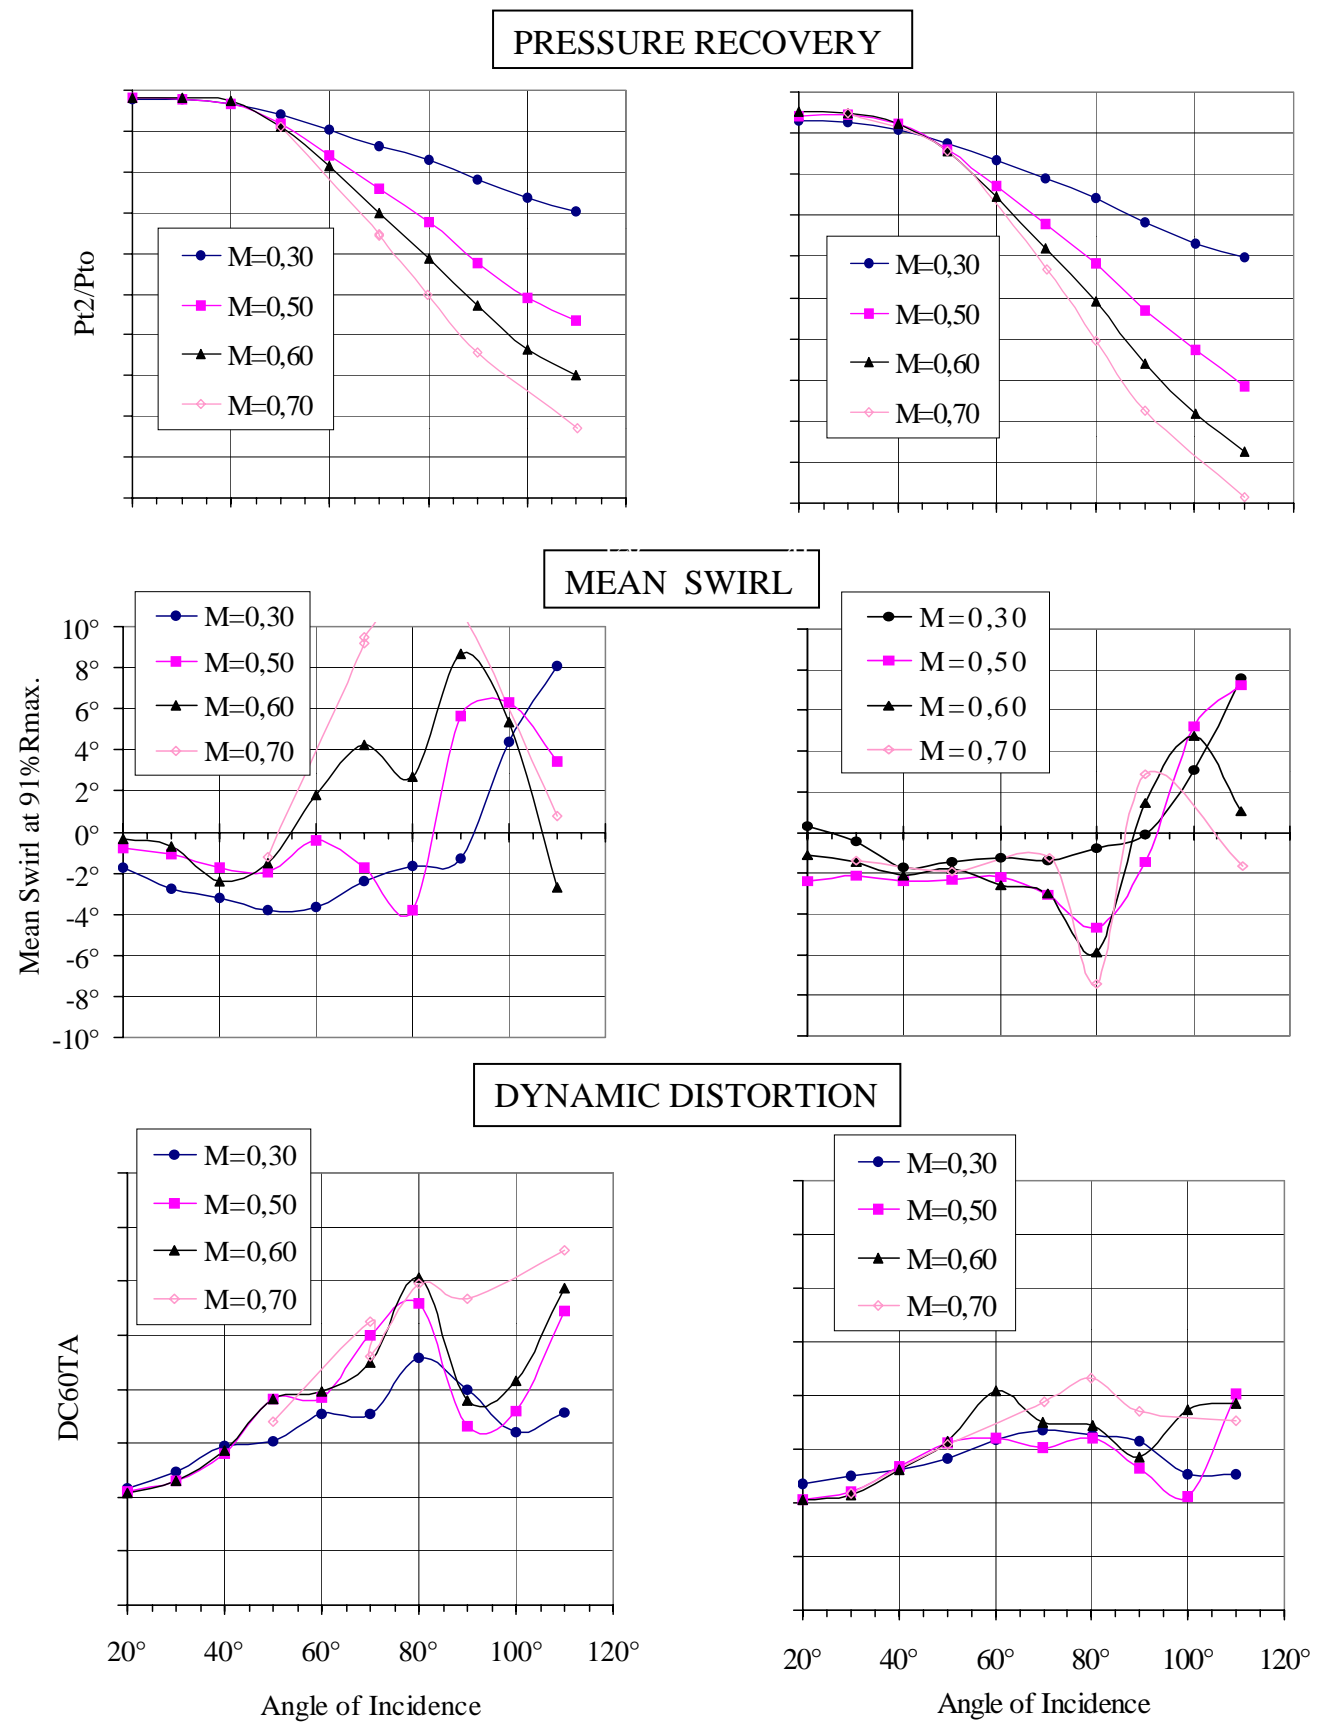 PRESSURE RECOVERY
Pt2/Pto
M=0,30
M=0,50
M=0,60
M=0,70
M=0,30
M=0,50
M=0,60
M=0,70
MEAN SWIRL
Mean Swirl at 91%Rmax.
10°
8°
6°
4°
2°
0°
-2°
-4°
-6°
-8°
-10°
M=0,30
M=0,50
M=0,60
M=0,70
M=0,30
M=0,50
M=0,60
M=0,70
DYNAMIC DISTORTION
DC60TA
M=0,30
M=0,50
M=0,60
M=0,70
M=0,30
M=0,50
M=0,60
M=0,70
20° 40° 60° 80° 100° 120°
Angle of Incidence
20° 40° 60° 80° 100° 120°
Angle of Incidence